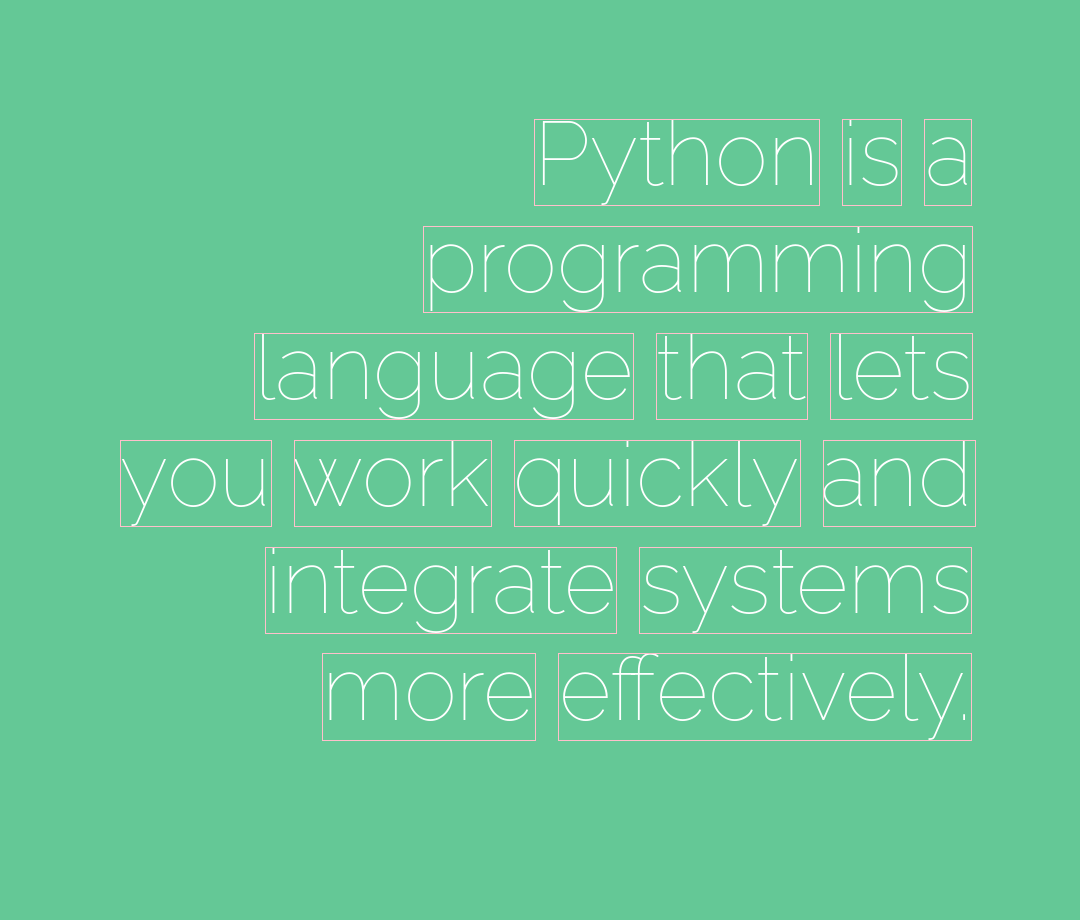 Python is a
programming
language that lets
you work quickly and
integrate systems
more effectively.